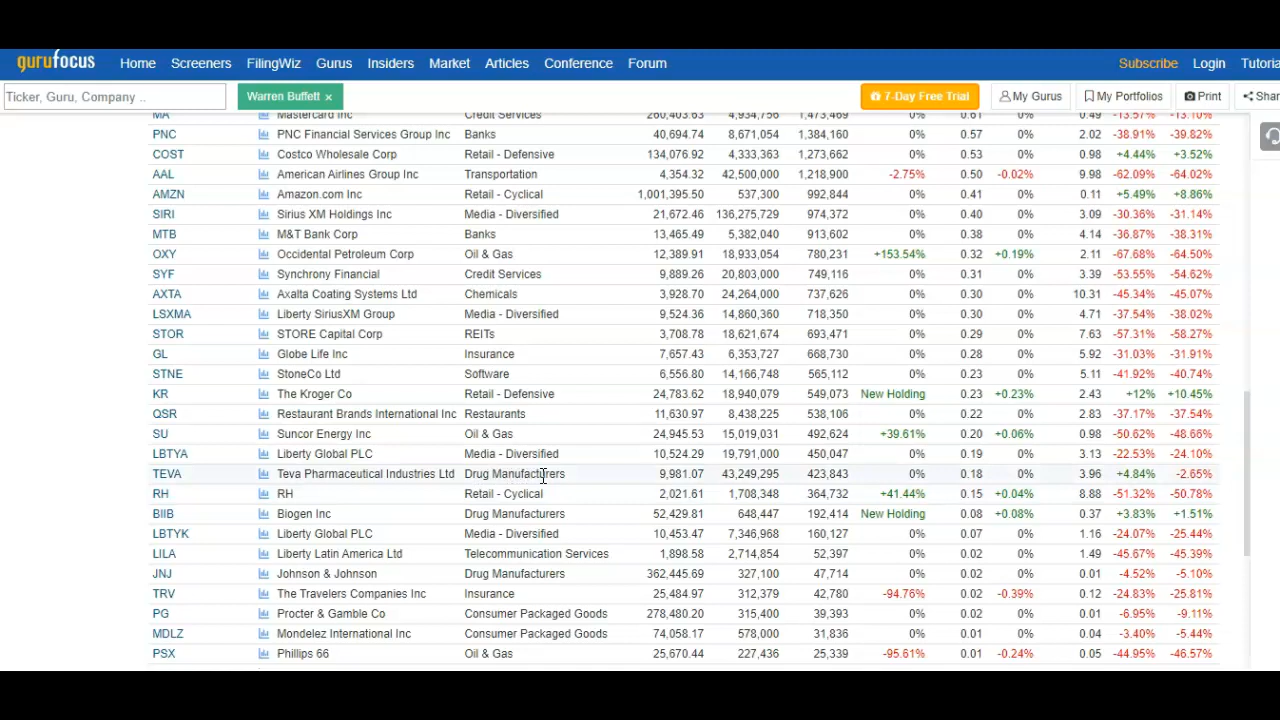 gurufocus Home Screeners FilingWiz Gurus Insiders Market Articles Conference Forum Subscribe Login Tutoria
Ticker, Guru, Company .. Warren Buffett × 7-Day Free Trial My Gurus My Portfolios Print Shar
MA Mastercard Inc Credit Services 260,403.63 4,934,756 1,473,469 0% 0.61 0% 0.49 -13.57% -13.10%
PNC PNC Financial Services Group Inc Banks 40,694.74 8,671,054 1,384,160 0% 0.57 0% 2.02 -38.91% -39.82%
COST Costco Wholesale Corp Retail - Defensive 134,076.92 4,333,363 1,273,662 0% 0.53 0% 0.98 +4.44% +3.52%
AAL American Airlines Group Inc Transportation 4,354.32 42,500,000 1,218,900 -2.75% 0.50 -0.02% 9.98 -62.09% -64.02%
AMZN Amazon.com Inc Retail - Cyclical 1,001,395.50 537,300 992,844 0% 0.41 0% 0.11 +5.49% +8.86%
SIRI Sirius XM Holdings Inc Media - Diversified 21,672.46 136,275,729 974,372 0% 0.40 0% 3.09 -30.36% -31.14%
MTB M&T Bank Corp Banks 13,465.49 5,382,040 913,602 0% 0.38 0% 4.14 -36.87% -38.31%
OXY Occidental Petroleum Corp Oil & Gas 12,389.91 18,933,054 780,231 +153.54% 0.32 +0.19% 2.11 -67.68% -64.50%
SYF Synchrony Financial Credit Services 9,889.26 20,803,000 749,116 0% 0.31 0% 3.39 -53.55% -54.62%
AXTA Axalta Coating Systems Ltd Chemicals 3,928.70 24,264,000 737,626 0% 0.30 0% 10.31 -45.34% -45.07%
LSXMA Liberty SiriusXM Group Media - Diversified 9,524.36 14,860,360 718,350 0% 0.30 0% 4.71 -37.54% -38.02%
STOR STORE Capital Corp REITs 3,708.78 18,621,674 693,471 0% 0.29 0% 7.63 -57.31% -58.27%
GL Globe Life Inc Insurance 7,657.43 6,353,727 668,730 0% 0.28 0% 5.92 -31.03% -31.91%
STNE StoneCo Ltd Software 6,556.80 14,166,748 565,112 0% 0.23 0% 5.11 -41.92% -40.74%
KR The Kroger Co Retail - Defensive 24,783.62 18,940,079 549,073 New Holding 0.23 +0.23% 2.43 +12% +10.45%
QSR Restaurant Brands International Inc Restaurants 11,630.97 8,438,225 538,106 0% 0.22 0% 2.83 -37.17% -37.54%
SU Suncor Energy Inc Oil & Gas 24,945.53 15,019,031 492,624 +39.61% 0.20 +0.06% 0.98 -50.62% -48.66%
LBTYA Liberty Global PLC Media - Diversified 10,524.29 19,791,000 450,047 0% 0.19 0% 3.13 -22.53% -24.10%
TEVA Teva Pharmaceutical Industries Ltd Drug Manufacturers 9,981.07 43,249,295 423,843 0% 0.18 0% 3.96 +4.84% -2.65%
RH RH Retail - Cyclical 2,021.61 1,708,348 364,732 +41.44% 0.15 +0.04% 8.88 -51.32% -50.78%
BIIB Biogen Inc Drug Manufacturers 52,429.81 648,447 192,414 New Holding 0.08 +0.08% 0.37 +3.83% +1.51%
LBTYK Liberty Global PLC Media - Diversified 10,453.47 7,346,968 160,127 0% 0.07 0% 1.16 -24.07% -25.44%
LILA Liberty Latin America Ltd Telecommunication Services 1,898.58 2,714,854 52,397 0% 0.02 0% 1.49 -45.67% -45.39%
JNJ Johnson & Johnson Drug Manufacturers 362,445.69 327,100 47,714 0% 0.02 0% 0.01 -4.52% -5.10%
TRV The Travelers Companies Inc Insurance 25,484.97 312,379 42,780 -94.76% 0.02 -0.39% 0.12 -24.83% -25.81%
PG Procter & Gamble Co Consumer Packaged Goods 278,480.20 315,400 39,393 0% 0.02 0% 0.01 -6.95% -9.11%
MDLZ Mondelez International Inc Consumer Packaged Goods 74,058.17 578,000 31,836 0% 0.01 0% 0.04 -3.40% -5.44%
PSX Phillips 66 Oil & Gas 25,670.44 227,436 25,339 -95.61% 0.01 -0.24% 0.05 -44.95% -46.57%